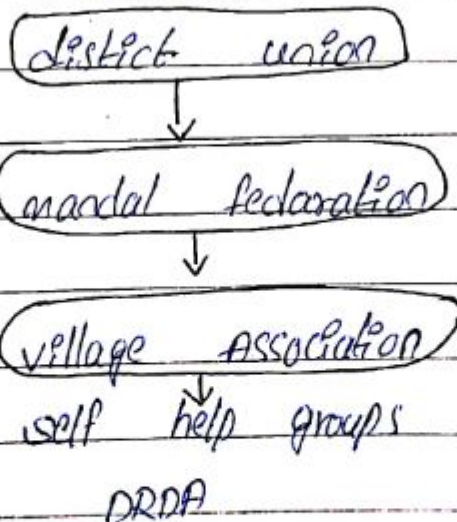 distict union
mandal fedaration
village Association
self help groups
DRDA